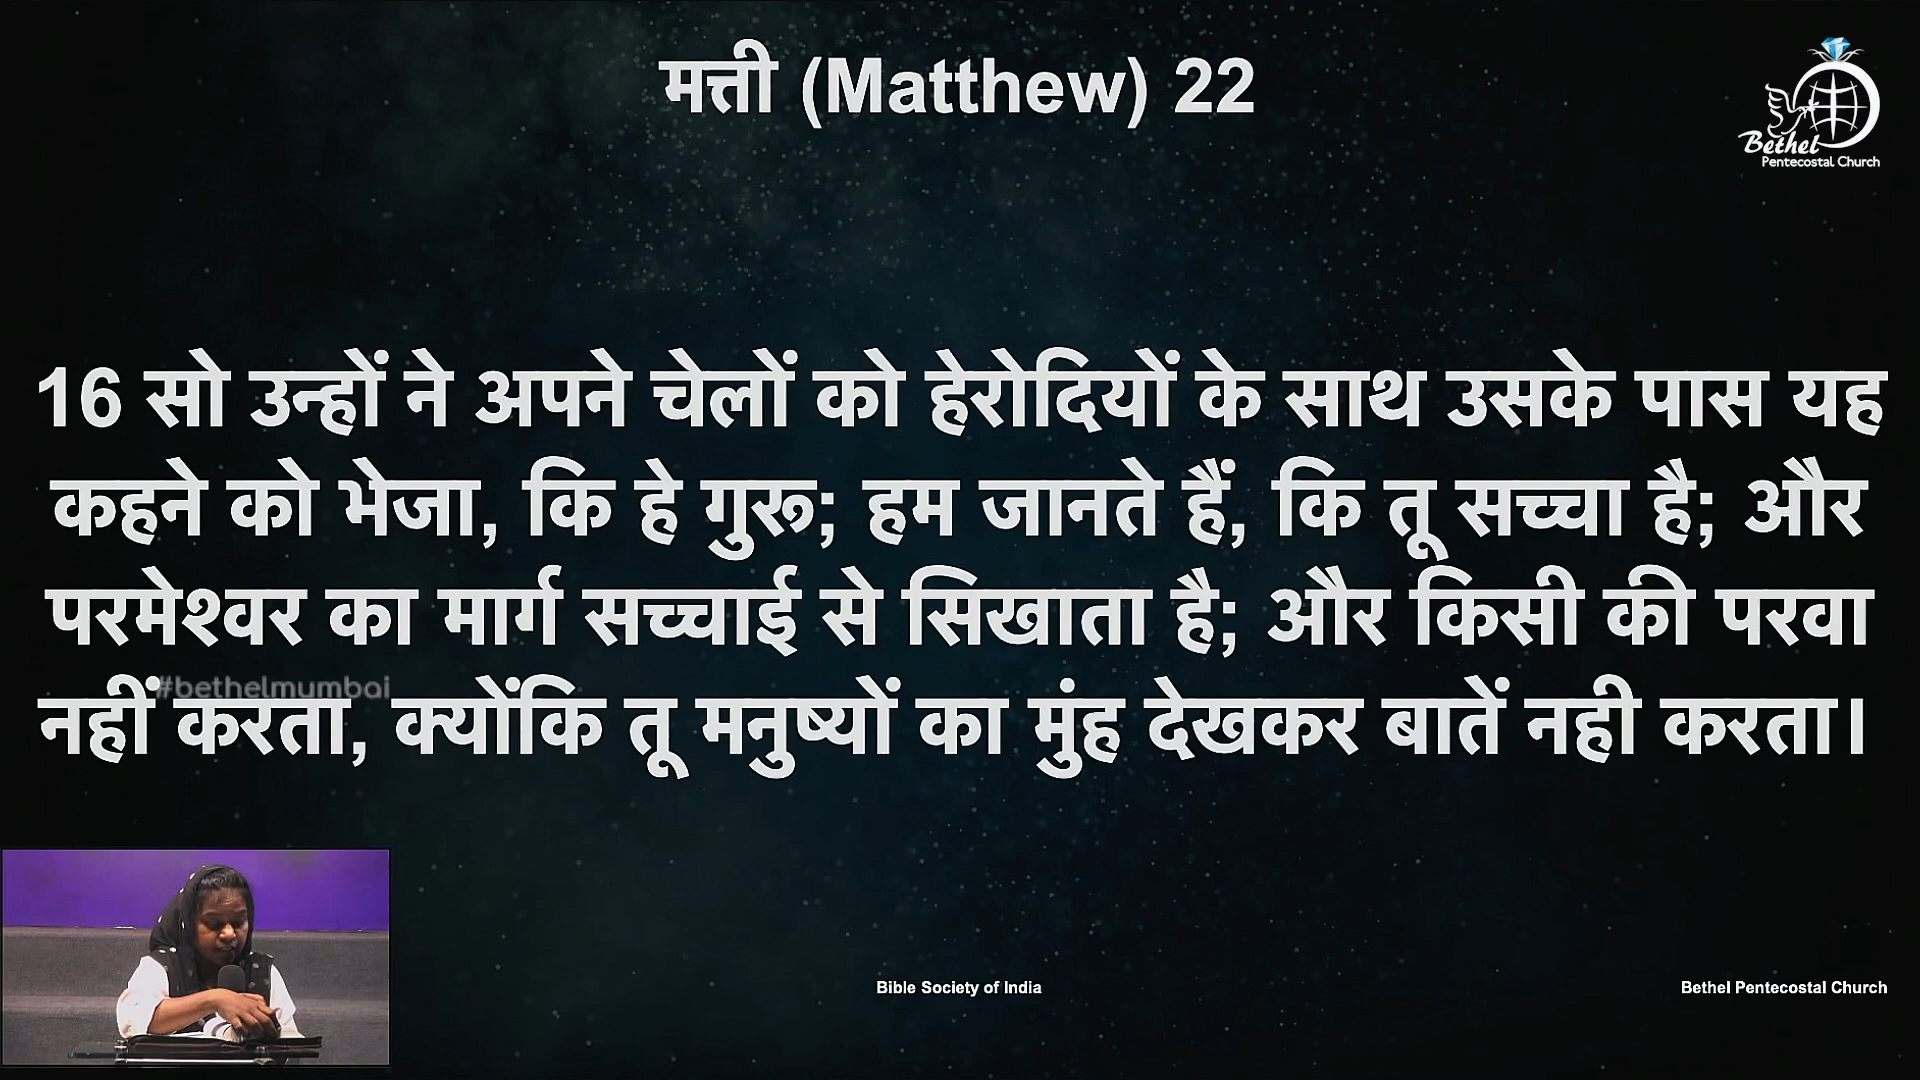 मत्ती (Matthew) 22
Bethel
Pentecostal Church
16 सो उन्हों ने अपने चेलों को हेरोदियों के साथ उसके पास यह
कहने को भेजा, कि हे गुरू; हम जानते हैं, कि तू सच्चा है; और
परमेश्वर का मार्ग सच्चाई से सिखाता है; और किसी की परवा
#bethelmumbai
नहीं करता, क्योंकि तू मनुष्यों का मुंह देखकर बातें नही करता।
Bible Society of India
Bethel Pentecostal Church